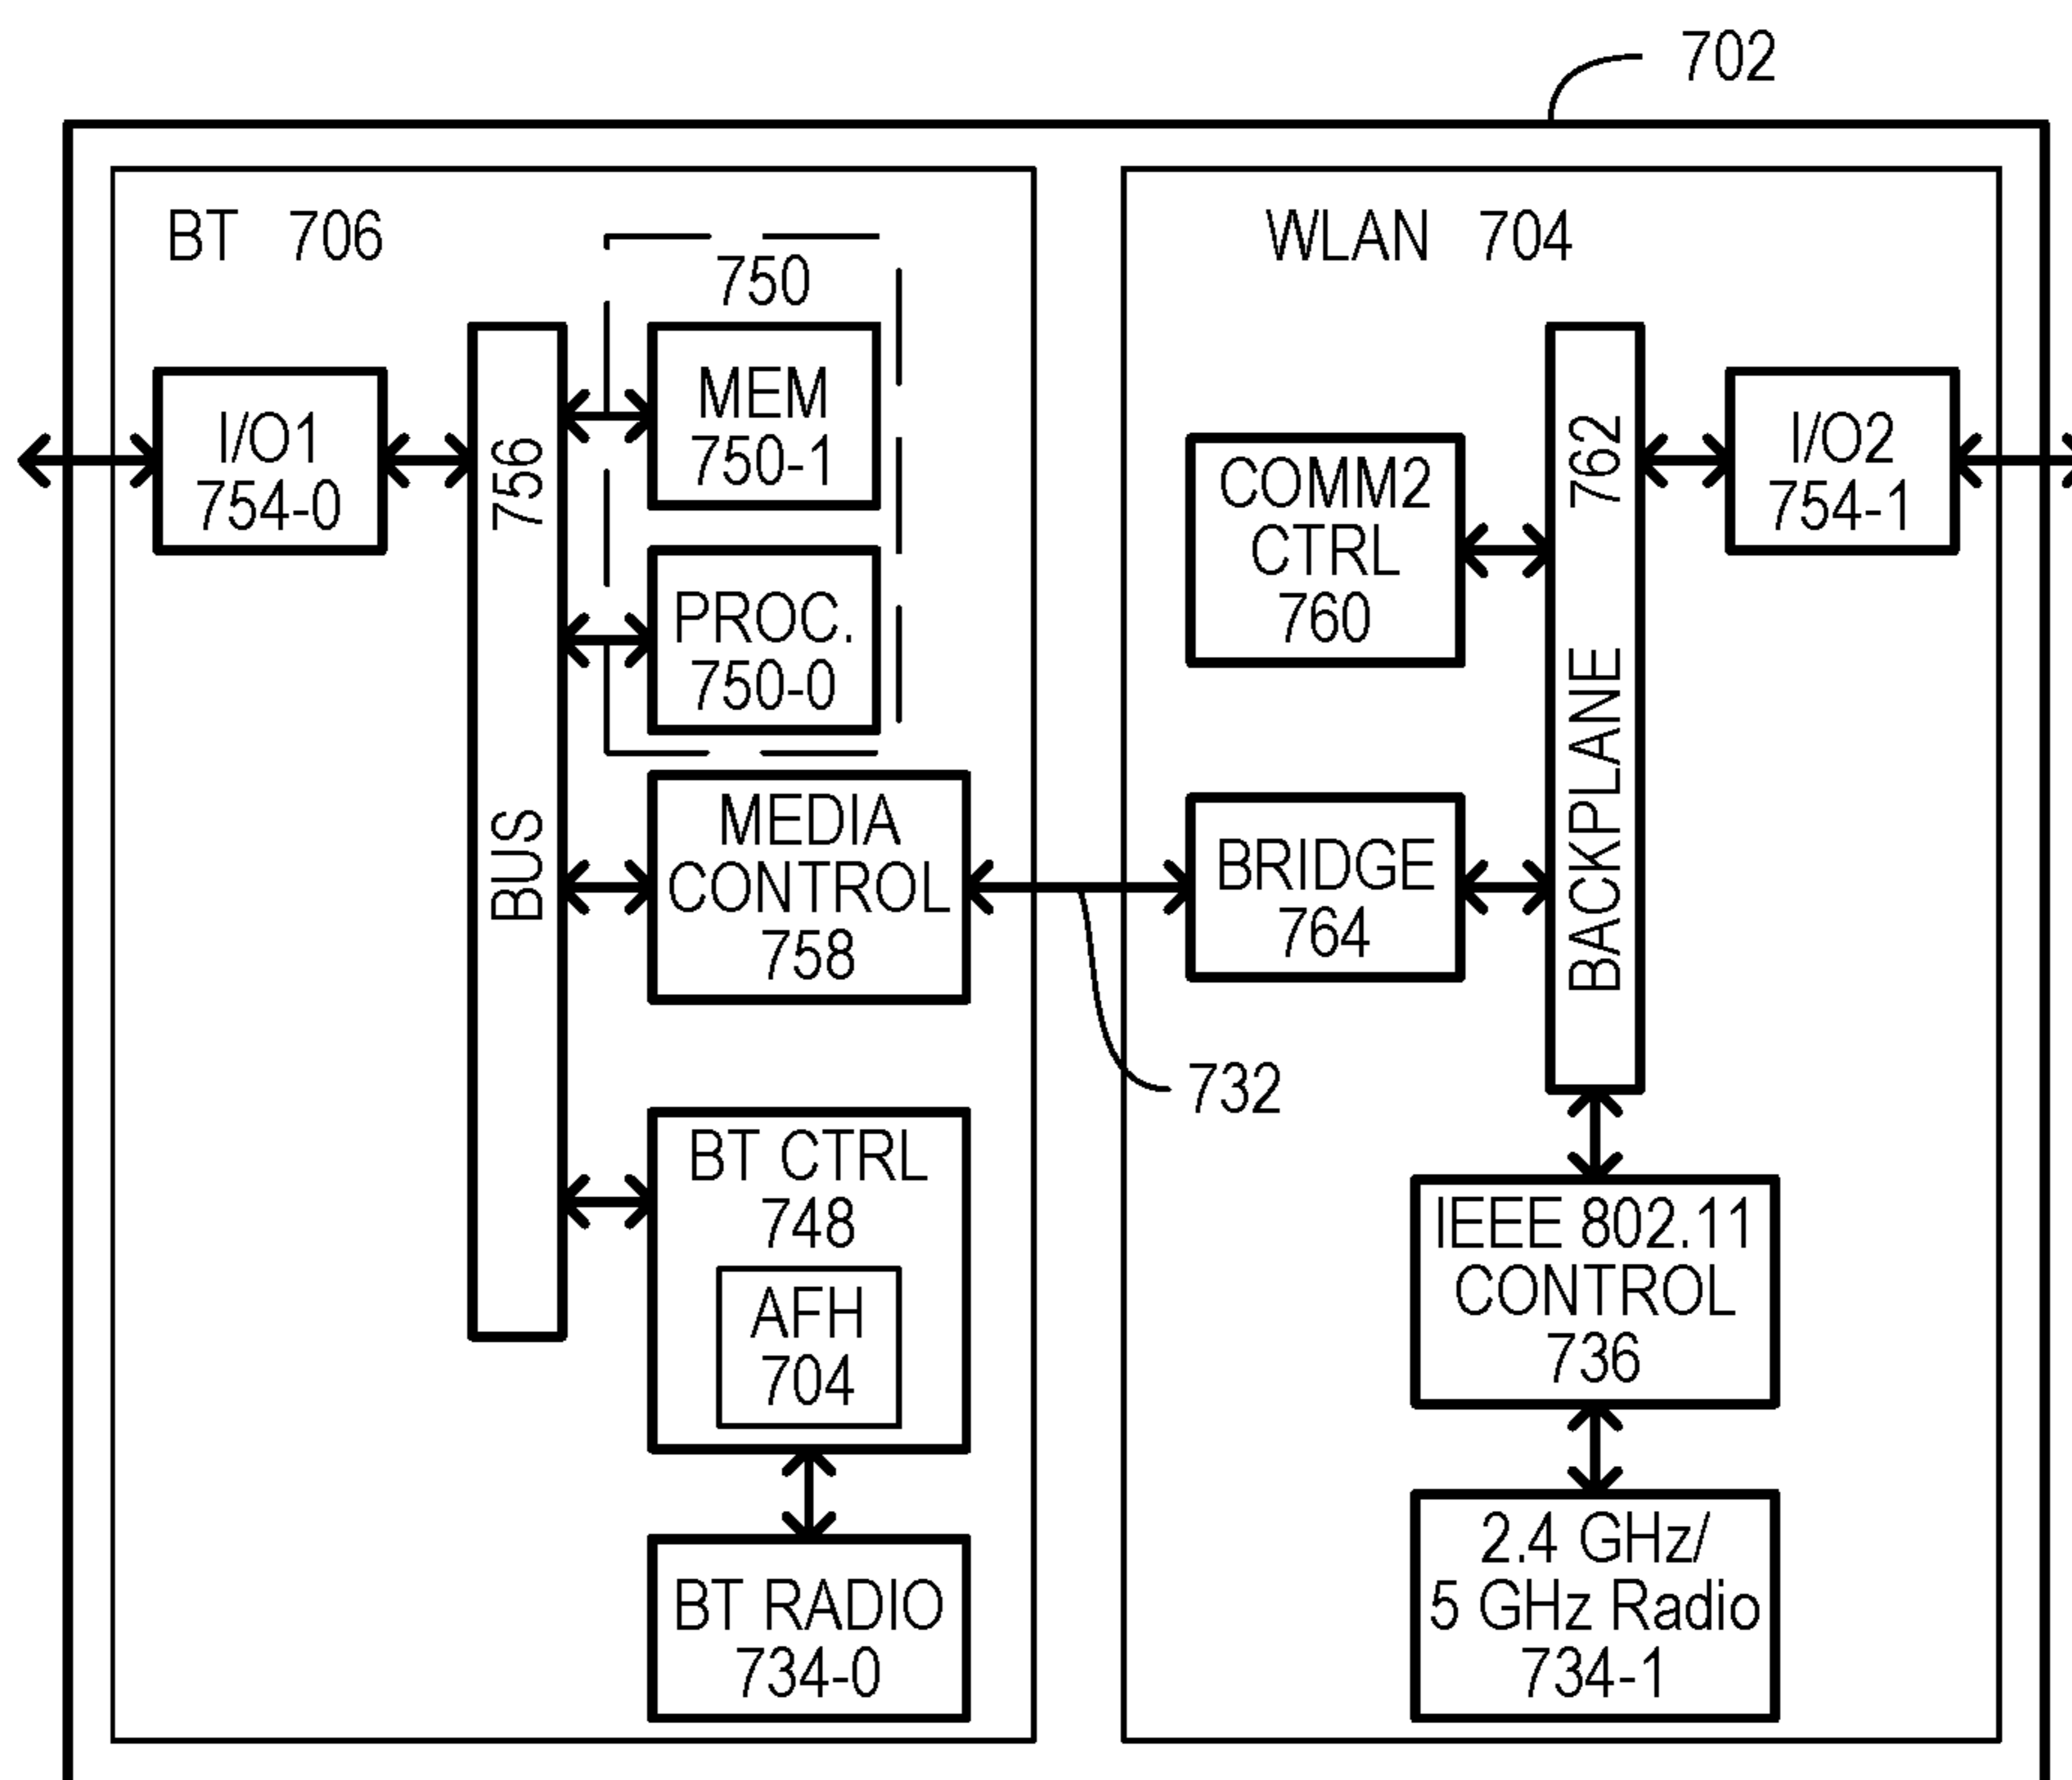 702
BT 706
750
MEM
750-1
I/O1
754-0
BUS 756
PROC.
750-0
MEDIA
CONTROL
758
BT CTRL
748
AFH
704
BT RADIO
734-0
732
WLAN 704
COMM2
CTRL
760
BACKPLANE 762
I/O2
754-1
BRIDGE
764
IEEE 802.11
CONTROL
736
2.4 GHz/
5 GHz Radio
734-1